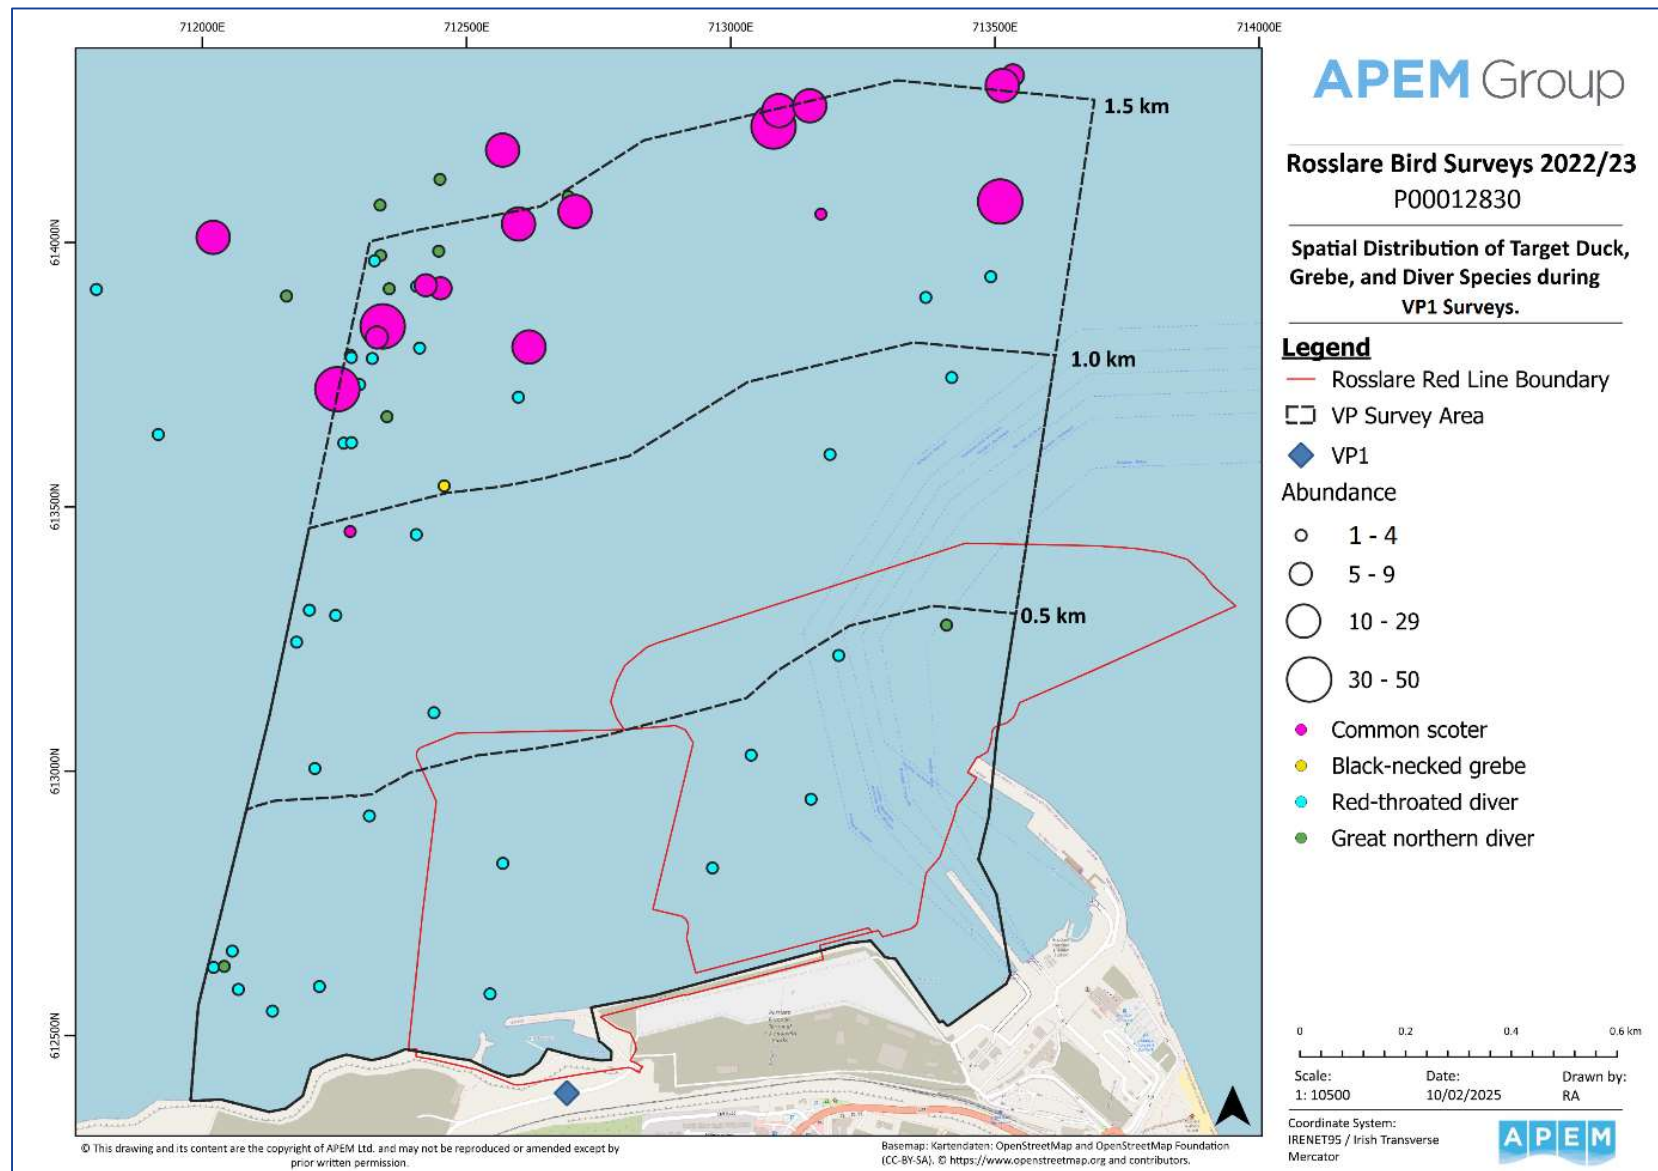 712000E
712500E
713000E
713500E
714000E
6114000N
6113500N
6113000N
6112500N
1.5 km
1.0 km
0.5 km
APEM Group
Rosslare Bird Surveys 2022/23
P00012830
Spatial Distribution of Target Duck,
Grebe, and Diver Species during
VP1 Surveys.
Legend
Rosslare Red Line Boundary
VP Survey Area
VP1
Abundance
1 - 4
5 - 9
10 - 29
30 - 50
Common scoter
Black-necked grebe
Red-throated diver
Great northern diver
0 0.2 0.4 0.6 km
Scale: Date: Drawn by:
1: 10500 10/02/2025 RA
Coordinate System:
IRENET95 / Irish Transverse
Mercator
APEM
© This drawing and its content are the copyright of APEM Ltd. and may not be reproduced or amended except by
prior written permission.
Basemap: Kartendaten: OpenStreetMap and OpenStreetMap Foundation
(CC-BY-SA). © https://www.openstreetmap.org and contributors.